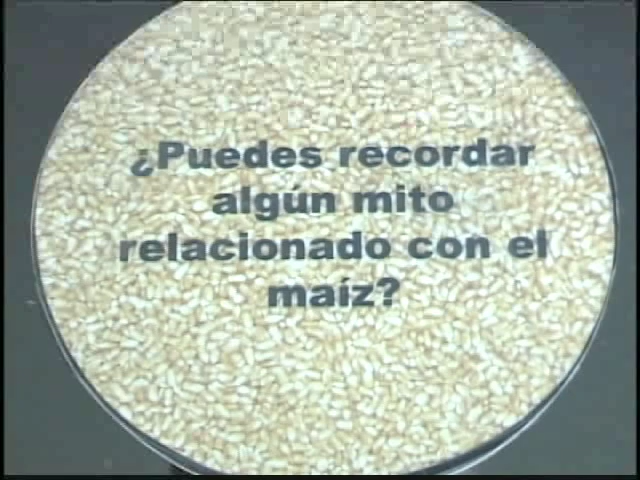 ¿Puedes recordar
algún mito
relacionado con el
maíz?